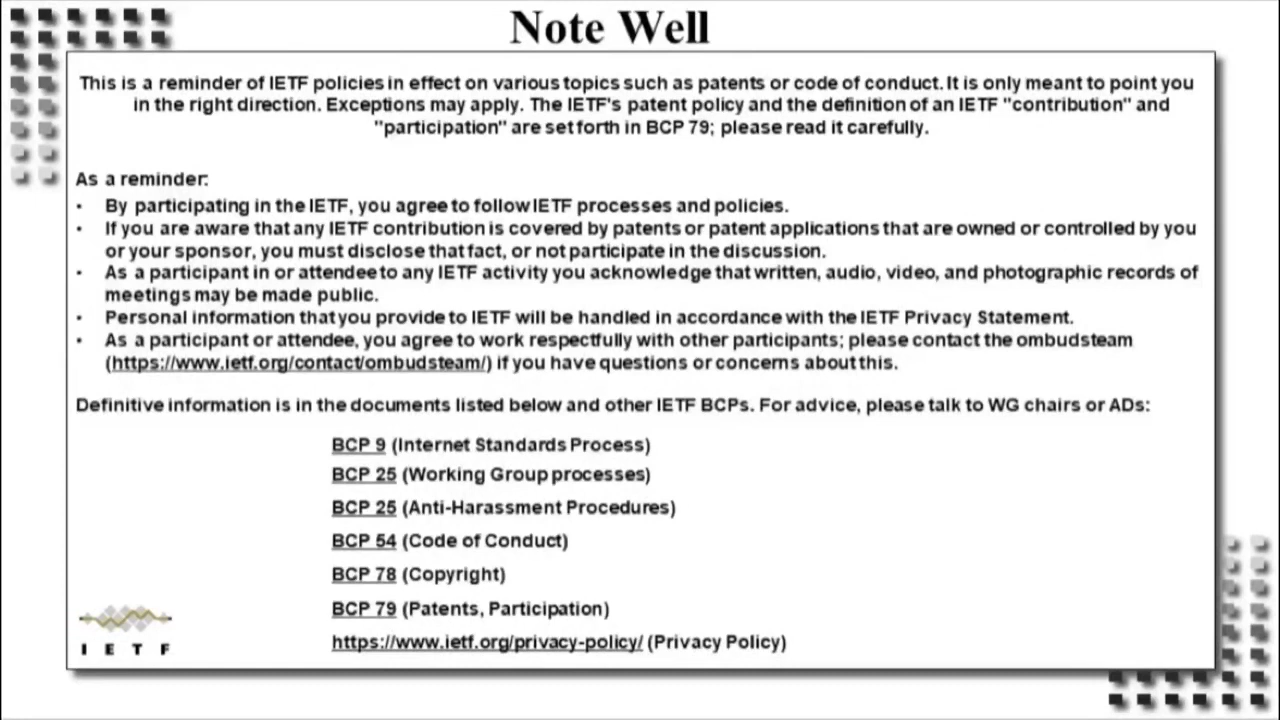 Note Well
This is a reminder of IETF policies in effect on various topics such as patents or code of conduct. It is only meant to point you
in the right direction. Exceptions may apply. The IETF's patent policy and the definition of an IETF "contribution" and
"participation" are set forth in BCP 79; please read it carefully.
As a reminder:
• By participating in the IETF, you agree to follow IETF processes and policies.
• If you are aware that any IETF contribution is covered by patents or patent applications that are owned or controlled by you
or your sponsor, you must disclose that fact, or not participate in the discussion.
• As a participant in or attendee to any IETF activity you acknowledge that written, audio, video, and photographic records of
meetings may be made public.
• Personal information that you provide to IETF will be handled in accordance with the IETF Privacy Statement.
• As a participant or attendee, you agree to work respectfully with other participants; please contact the ombudsteam
(https://www.ietf.org/contact/ombudsteam/) if you have questions or concerns about this.
Definitive information is in the documents listed below and other IETF BCPs. For advice, please talk to WG chairs or ADs:
BCP 9 (Internet Standards Process)
BCP 25 (Working Group processes)
BCP 25 (Anti-Harassment Procedures)
BCP 54 (Code of Conduct)
BCP 78 (Copyright)
BCP 79 (Patents, Participation)
https://www.ietf.org/privacy-policy/ (Privacy Policy)
I E T F